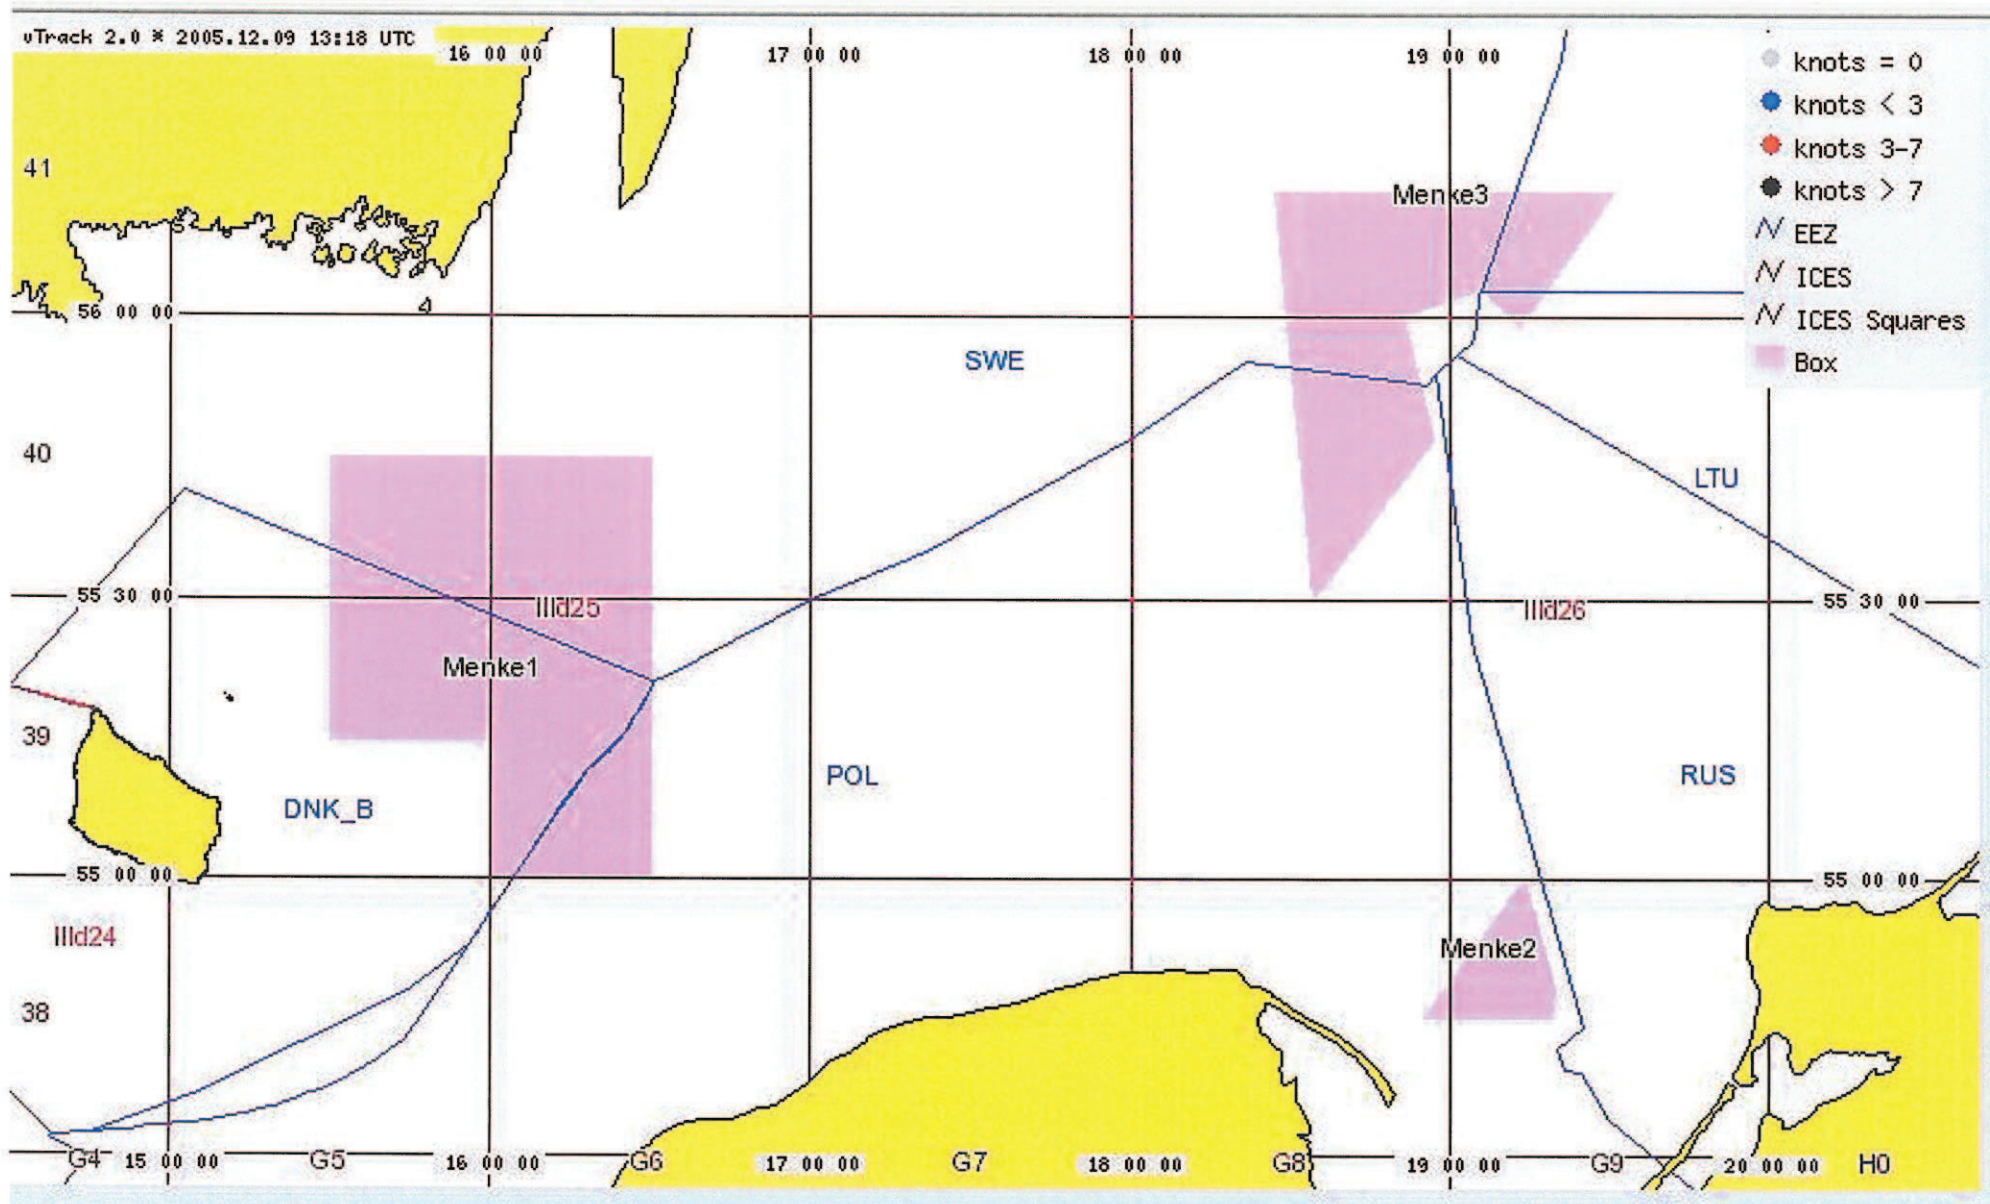 vTrack 2.0 * 2005.12.09 13:18 UTC
16 00 00
17 00 00
18 00 00
19 00 00
knots = 0
knots < 3
knots 3-7
knots > 7
EEZ
ICES
ICES Squares
Box
41
Menke3
56 00 00
SWE
40
LTU
55 30 00
IIId25
IIId26
55 30 00
Menke1
39
DNK_B
POL
RUS
55 00 00
55 00 00
IIId24
Menke2
38
G4
15 00 00
G5
16 00 00
G6
17 00 00
G7
18 00 00
G8
19 00 00
G9
20 00 00
H0